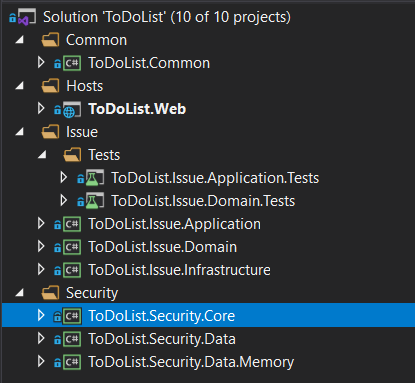 Solution 'ToDoList' (10 of 10 projects)
Common
C# ToDoList.Common
Hosts
ToDoList.Web
Issue
Tests
ToDoList.Issue.Application.Tests
ToDoList.Issue.Domain.Tests
C# ToDoList.Issue.Application
C# ToDoList.Issue.Domain
C# ToDoList.Issue.Infrastructure
Security
C# ToDoList.Security.Core
C# ToDoList.Security.Data
C# ToDoList.Security.Data.Memory